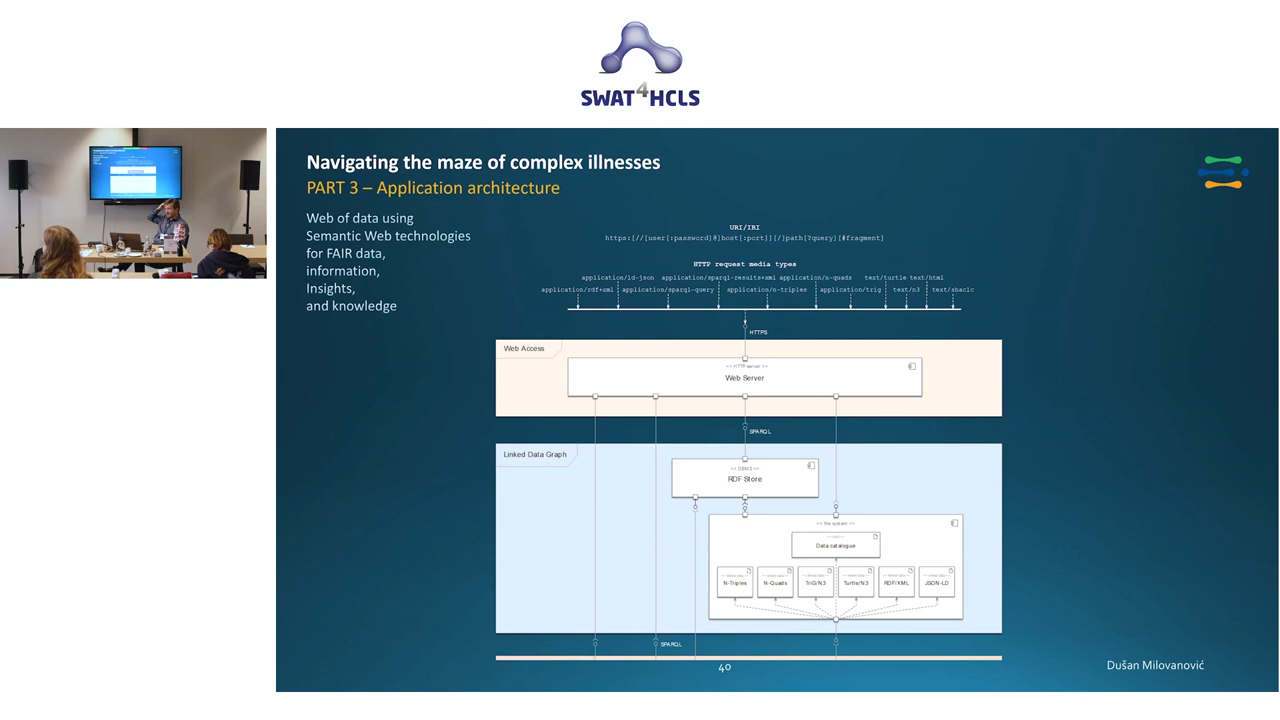 SWAT4HCLS
Navigating the maze of complex illnesses
PART 3 – Application architecture
Web of data using
Semantic Web technologies
for FAIR data,
information,
Insights,
and knowledge
URI/IRI
https:[//[user[:password]@]host[:port]][/]path[?query][#fragment]
HTTP request media types
application/ld-json application/sparql-results+xml application/n-quads text/turtle text/html
application/rdf+xml application/sparql-query application/n-triples application/trig text/n3 text/shaclc
HTTPS
Web Access
<< HTTP server >>
Web Server
SPARQL
Linked Data Graph
<< DBMS >>
RDF Store
<< file system >>
Data catalogue
N-Triples N-Quads TriG/N3 Turtle/N3 RDF/XML JSON-LD
SPARQL
40
Dušan Milovanović